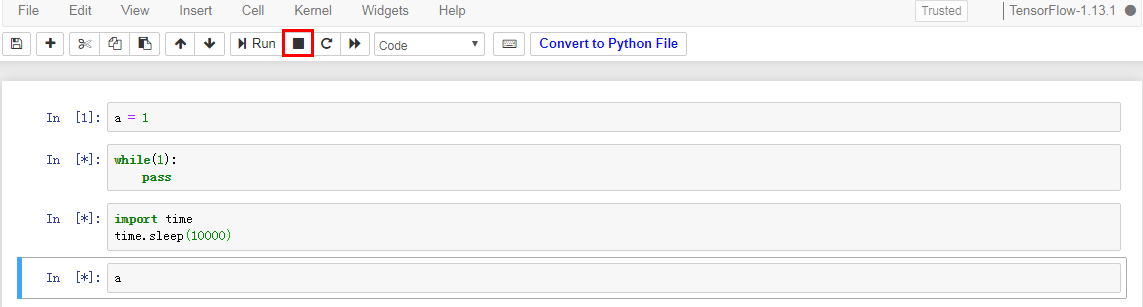 File Edit View Insert Cell Kernel Widgets Help Trusted TensorFlow-1.13.1
Run Code Convert to Python File
In [1]: a = 1
In [*]: while(1):
pass
In [*]: import time
time.sleep(10000)
In [*]: a